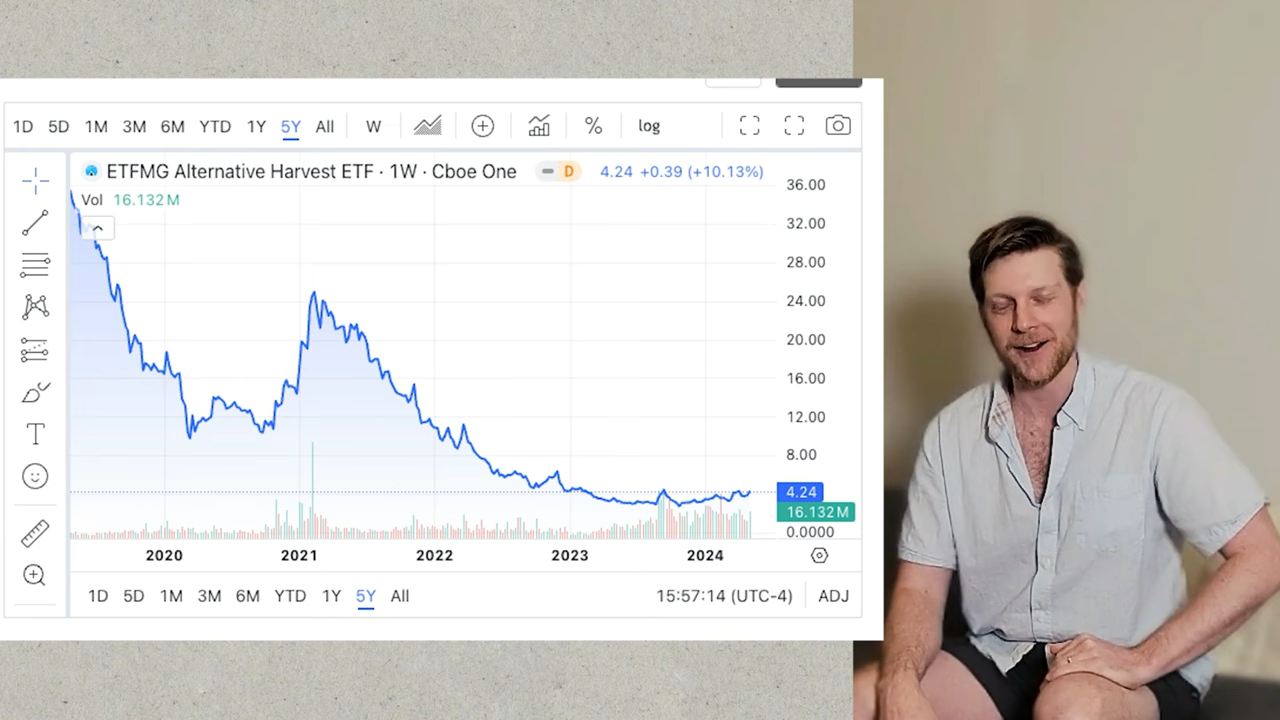 1D 5D 1M 3M 6M YTD 1Y 5Y All W % log
ETFMG Alternative Harvest ETF · 1W · Cboe One D 4.24 +0.39 (+10.13%)
Vol 16.132M
36.00
32.00
28.00
24.00
20.00
16.00
12.00
8.00
4.24
16.132M
0.0000
T
2020 2021 2022 2023 2024
1D 5D 1M 3M 6M YTD 1Y 5Y All 15:57:14 (UTC-4) ADJ